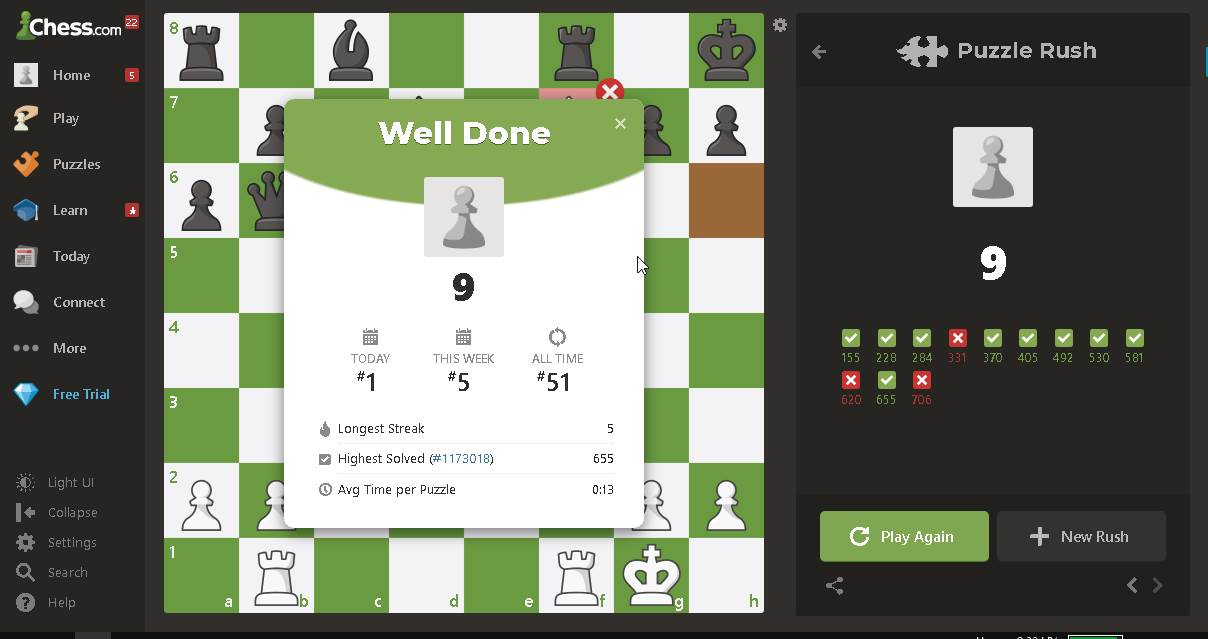 Chess.com 22
Home 5
Play
Puzzles
Learn
Today
Connect
More
Free Trial
Light UI
Collapse
Settings
Search
Help
8
7
6
5
4
3
2
1
a b c d e f g h
Well Done
9
TODAY THIS WEEK ALL TIME
#1 #5 #51
Longest Streak 5
Highest Solved (#1173018) 655
Avg Time per Puzzle 0:13
Puzzle Rush
9
155 228 284 331 370 405 492 530 581
620 655 706
Play Again
New Rush